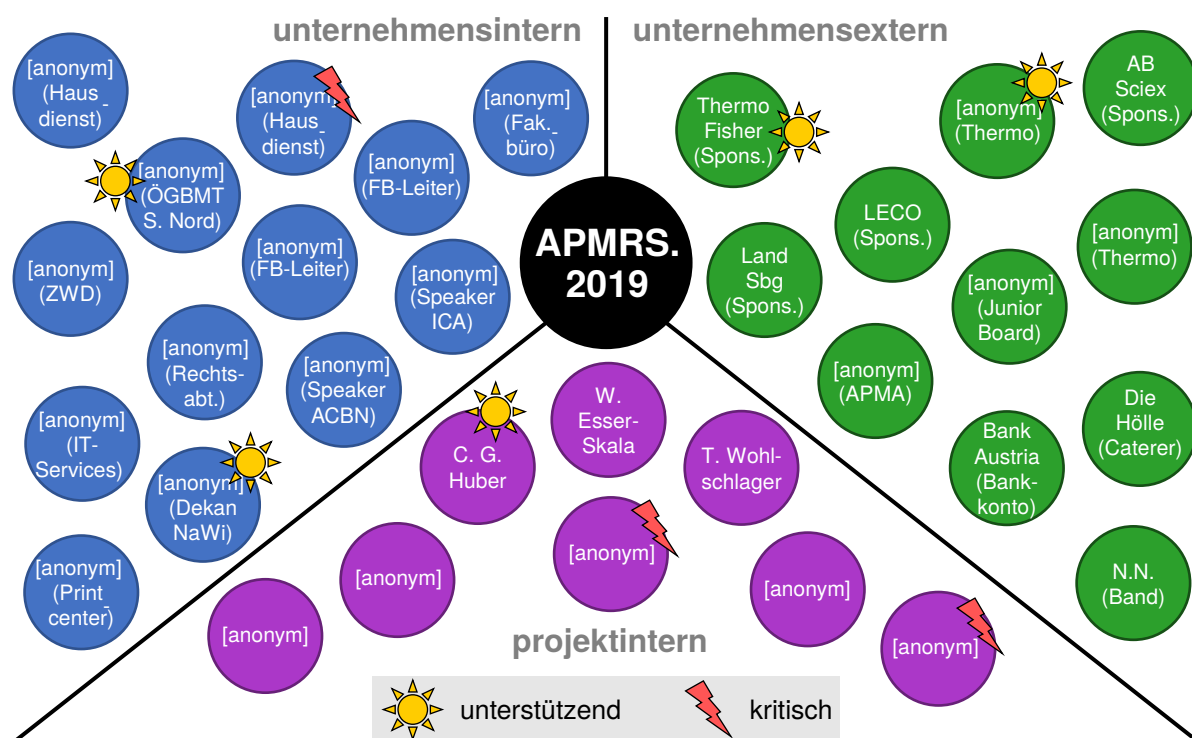 unternehmensintern
unternehmensextern
[anonym]
(Haus-
dienst)
[anonym]
(Haus-
dienst)
[anonym]
(Fak.-
büro)
[anonym]
(ÖGBMT
S. Nord)
[anonym]
(FB-Leiter)
[anonym]
(ZWD)
[anonym]
(FB-Leiter)
[anonym]
(Speaker
ICA)
[anonym]
(Rechts-
abt.)
[anonym]
(Speaker
ACBN)
[anonym]
(IT-
Services)
[anonym]
(Dekan
NaWi)
[anonym]
(Print-
center)
APMRS.
2019
Thermo
Fisher
(Spons.)
[anonym]
(Thermo)
AB
Sciex
(Spons.)
LECO
(Spons.)
[anonym]
(Thermo)
Land
Sbg
(Spons.)
[anonym]
(Junior
Board)
[anonym]
(APMA)
Die
Hölle
(Caterer)
Bank
Austria
(Bank-
konto)
N.N.
(Band)
W.
Esser-
Skala
C. G.
Huber
T. Wohl-
schlager
[anonym]
[anonym]
[anonym]
[anonym]
[anonym]
projektintern
unterstützend
kritisch